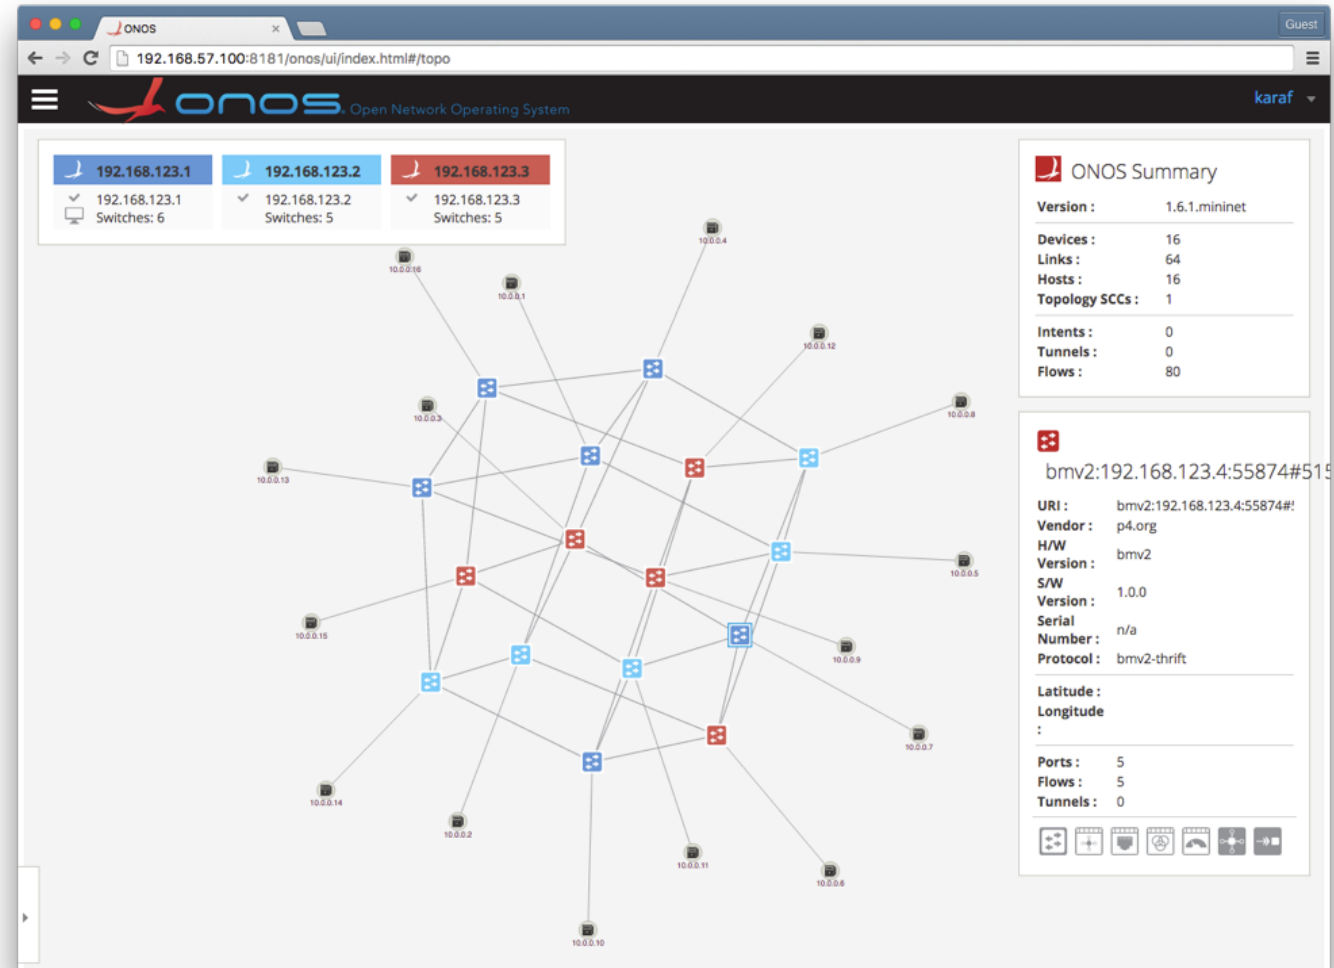 ONOS
Guest
192.168.57.100:8181/onos/ui/index.html#/topo
onos. Open Network Operating System
karaf
192.168.123.1
192.168.123.2
192.168.123.3
192.168.123.1
Switches: 6
192.168.123.2
Switches: 5
192.168.123.3
Switches: 5
10.0.0.4
10.0.0.16
10.0.0.1
10.0.0.12
10.0.0.8
10.0.0.3
10.0.0.13
10.0.0.5
10.0.0.15
10.0.0.9
10.0.0.7
10.0.0.14
10.0.0.2
10.0.0.11
10.0.0.6
10.0.0.10
ONOS Summary
Version : 1.6.1.mininet
Devices : 16
Links : 64
Hosts : 16
Topology SCCs : 1
Intents : 0
Tunnels : 0
Flows : 80
bmv2:192.168.123.4:55874#515
URI : bmv2:192.168.123.4:55874#
Vendor : p4.org
H/W
Version : bmv2
S/W
Version : 1.0.0
Serial
Number : n/a
Protocol : bmv2-thrift
Latitude :
Longitude
:
Ports : 5
Flows : 5
Tunnels : 0